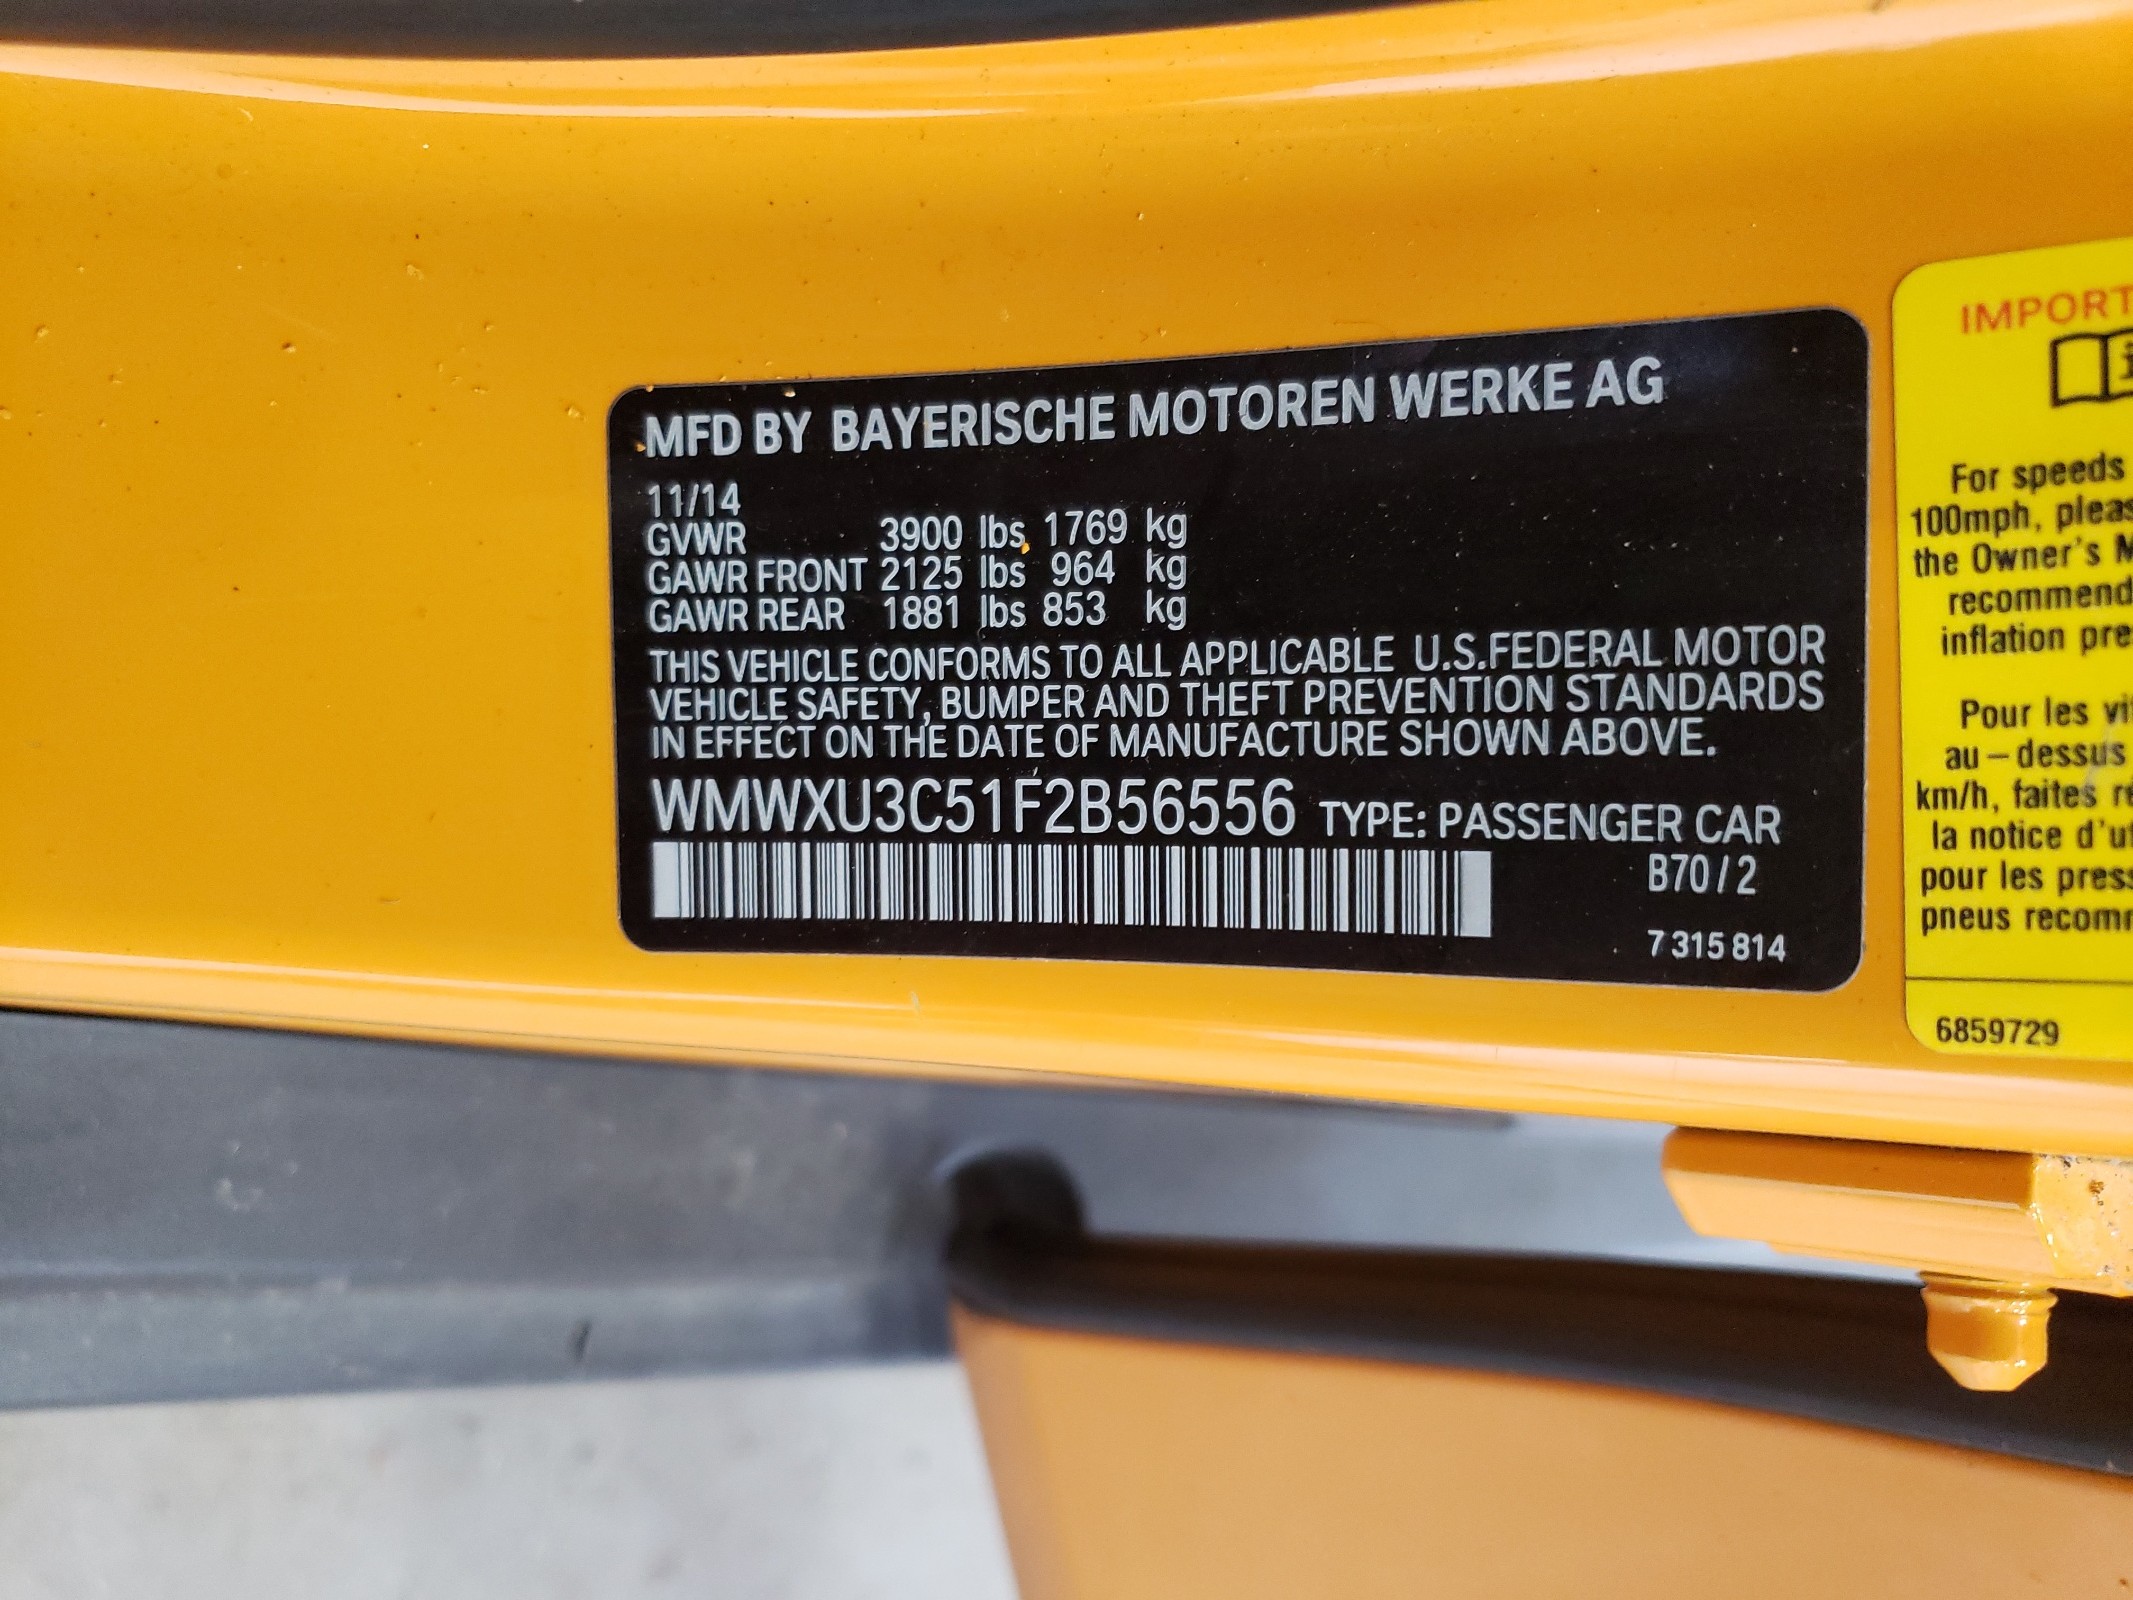 MFD BY BAYERISCHE MOTOREN WERKE AG
11/14
GVWR 3900 lbs 1769 kg
GAWR FRONT 2125 lbs 964 kg
GAWR REAR 1881 lbs 853 kg
THIS VEHICLE CONFORMS TO ALL APPLICABLE U.S.FEDERAL MOTOR
VEHICLE SAFETY, BUMPER AND THEFT PREVENTION STANDARDS
IN EFFECT ON THE DATE OF MANUFACTURE SHOWN ABOVE.
WMWXU3C51F2B56556 TYPE: PASSENGER CAR
B70 / 2
7 315 814
IMPORT
For speeds
100mph, pleas
the Owner's M
recommend
inflation pre
Pour les vi
au–dessus
km/h, faites re
la notice d'u
pour les press
pneus recom
6859729